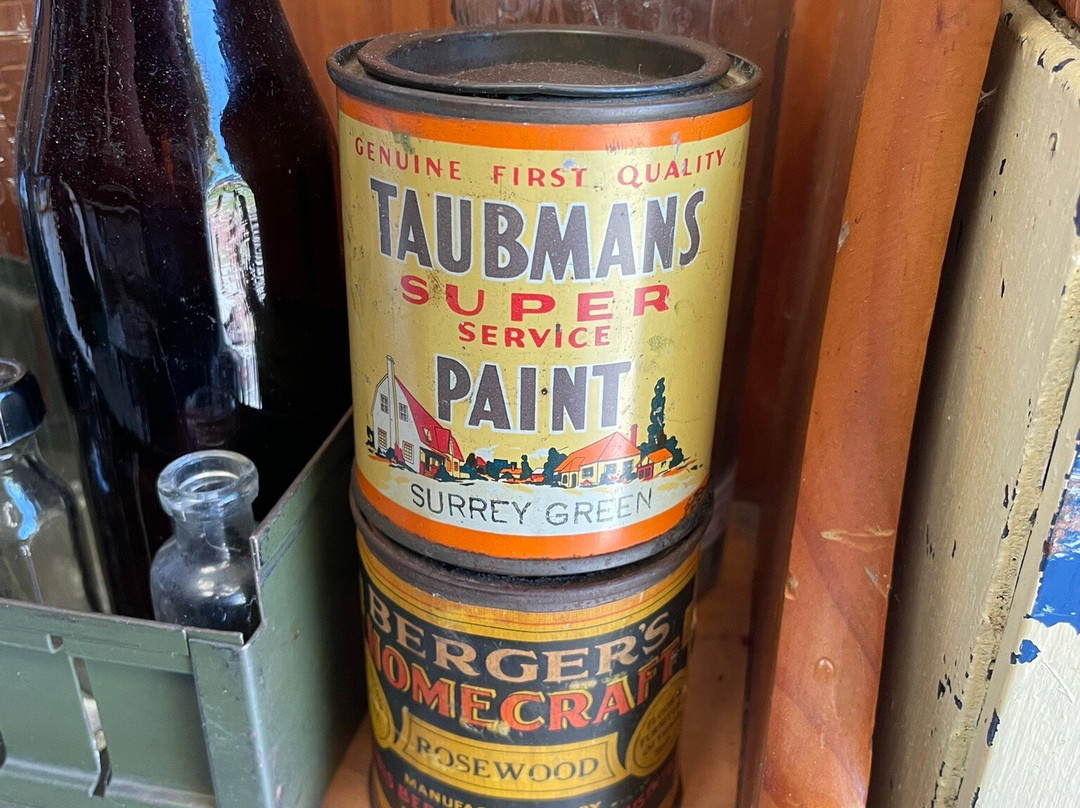 GENUINE FIRST QUALITY
TAUBMANS
SUPER
SERVICE
PAINT
SURREY GREEN
BERGER'S
HOMECRAFT
ROSEWOOD